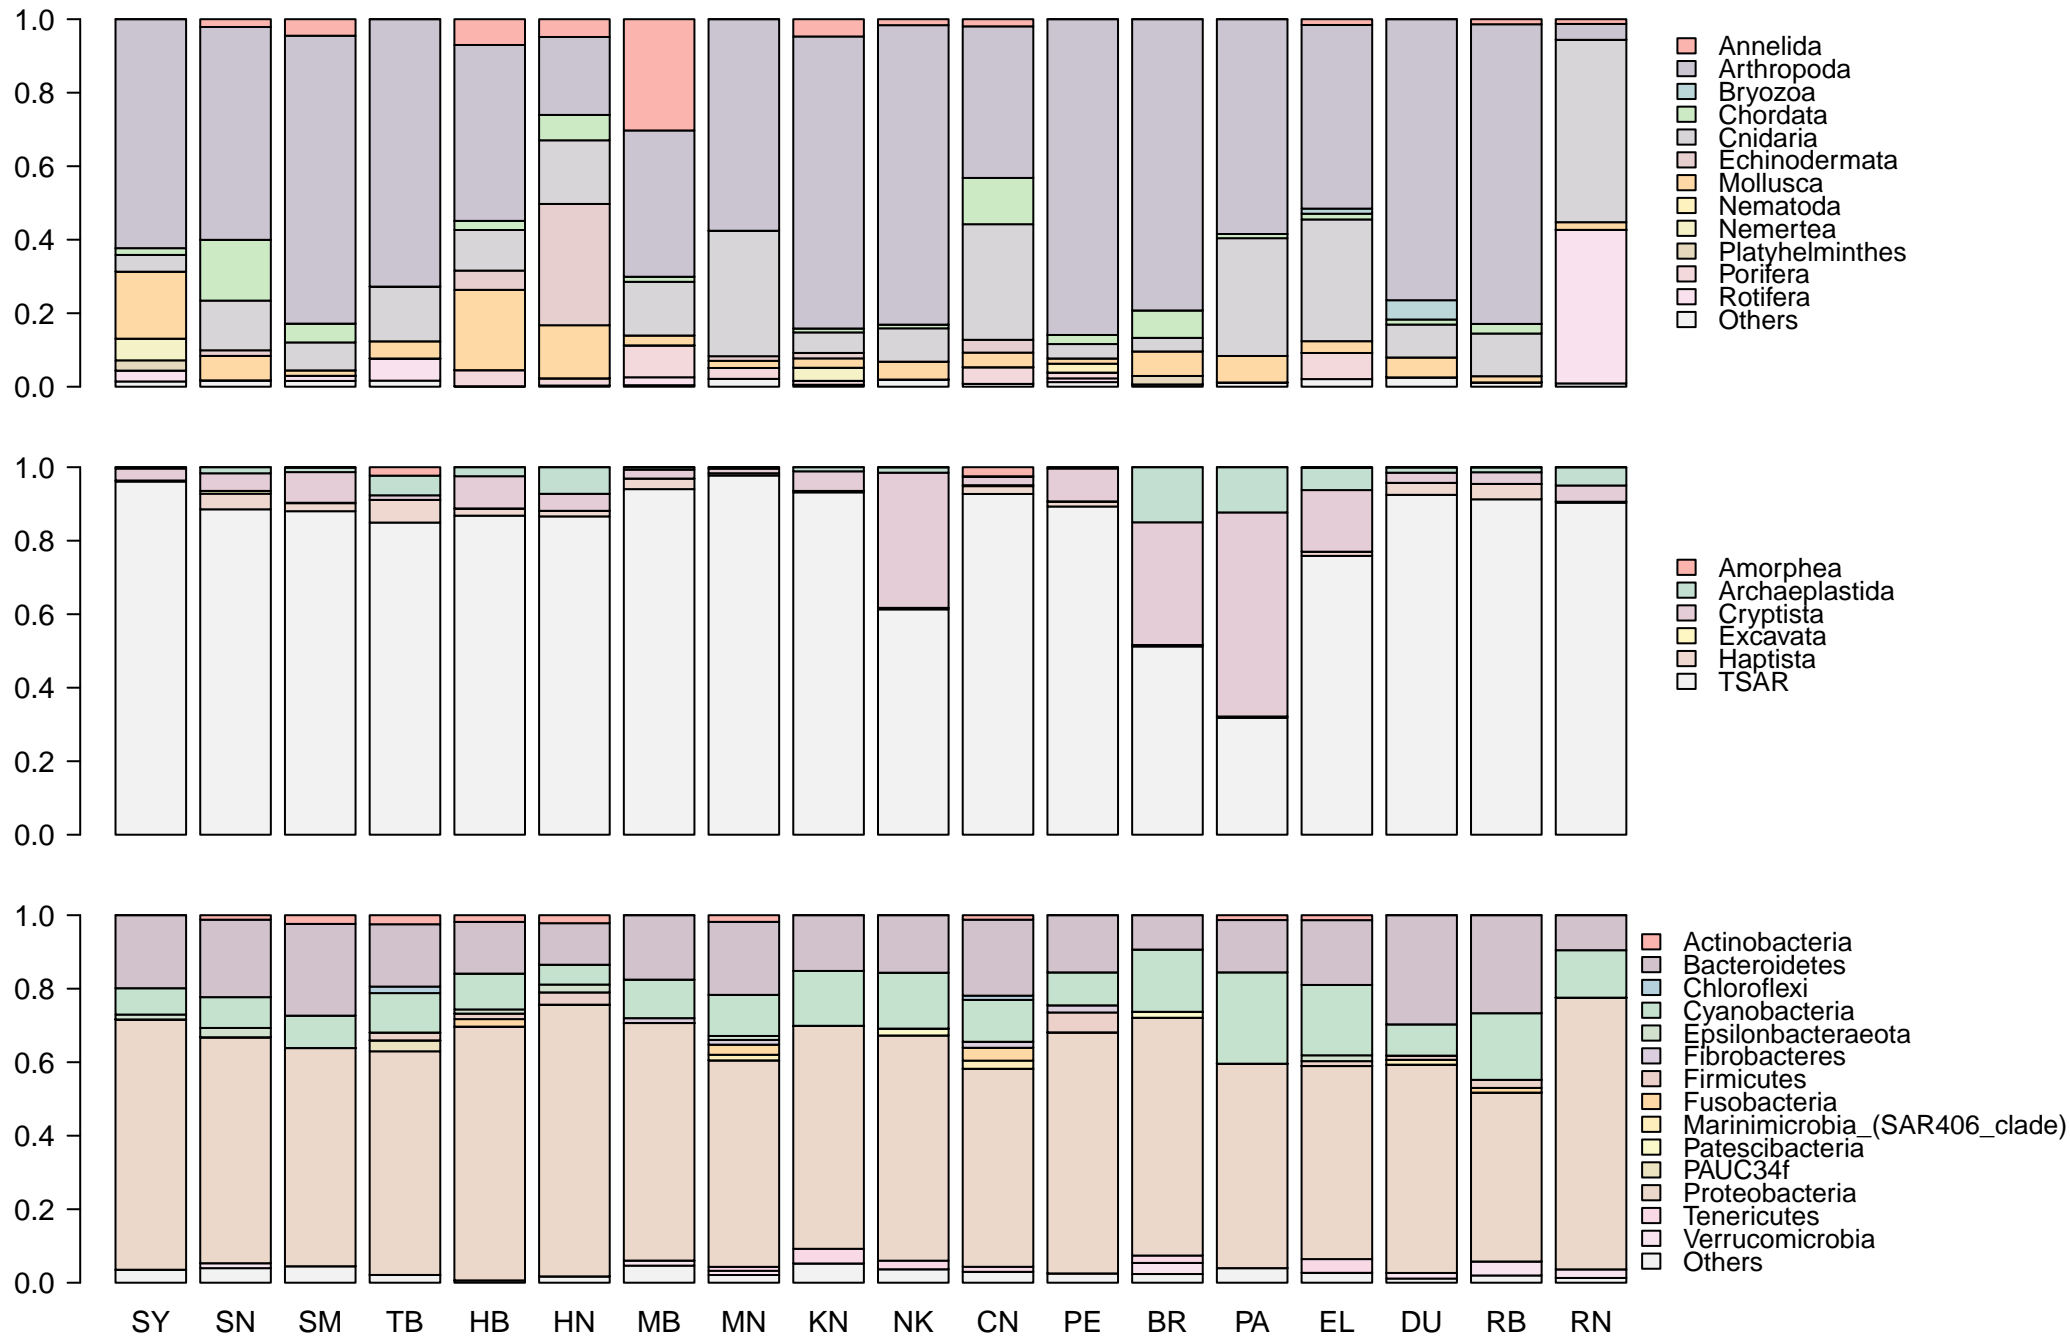 1.0
0.8
0.6
0.4
0.2
0.0
Annelida
Arthropoda
Bryozoa
Chordata
Cnidaria
Echinodermata
Mollusca
Nematoda
Nemertea
Platyhelminthes
Porifera
Rotifera
Others
1.0
0.8
0.6
0.4
0.2
0.0
Amorphea
Archaeplastida
Cryptista
Excavata
Haptista
TSAR
1.0
0.8
0.6
0.4
0.2
0.0
Actinobacteria
Bacteroidetes
Chloroflexi
Cyanobacteria
Epsilonbacteraeota
Fibrobacteres
Firmicutes
Fusobacteria
Marinimicrobia_(SAR406_clade)
Patescibacteria
PAUC34f
Proteobacteria
Tenericutes
Verrucomicrobia
Others
SY SN SM TB HB HN MB MN KN NK CN PE BR PA EL DU RB RN